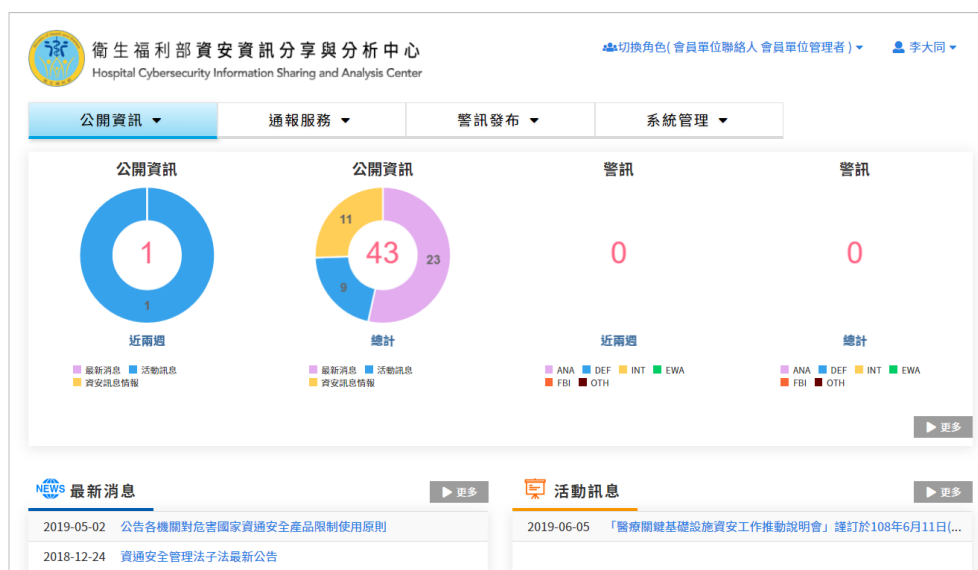 衛生福利部資安資訊分享與分析中心
Hospital Cybersecurity Information Sharing and Analysis Center
切換角色( 會員單位聯絡人 會員單位管理者 )
李大同
公開資訊 通報服務 警訊發布 系統管理
公開資訊 公開資訊 警訊 警訊
1
1
11
43
23
9
0
0
近兩週 總計 近兩週 總計
最新消息 活動訊息
資安訊息情報
最新消息 活動訊息
資安訊息情報
ANA DEF INT EWA
FBI OTH
ANA DEF INT EWA
FBI OTH
更多
NEWS 最新消息 更多
2019-05-02 公告各機關對危害國家資通安全產品限制使用原則
2018-12-24 資通安全管理法子法最新公告
活動訊息 更多
2019-06-05 「醫療關鍵基礎設施資安工作推動說明會」謹訂於108年6月11日(...